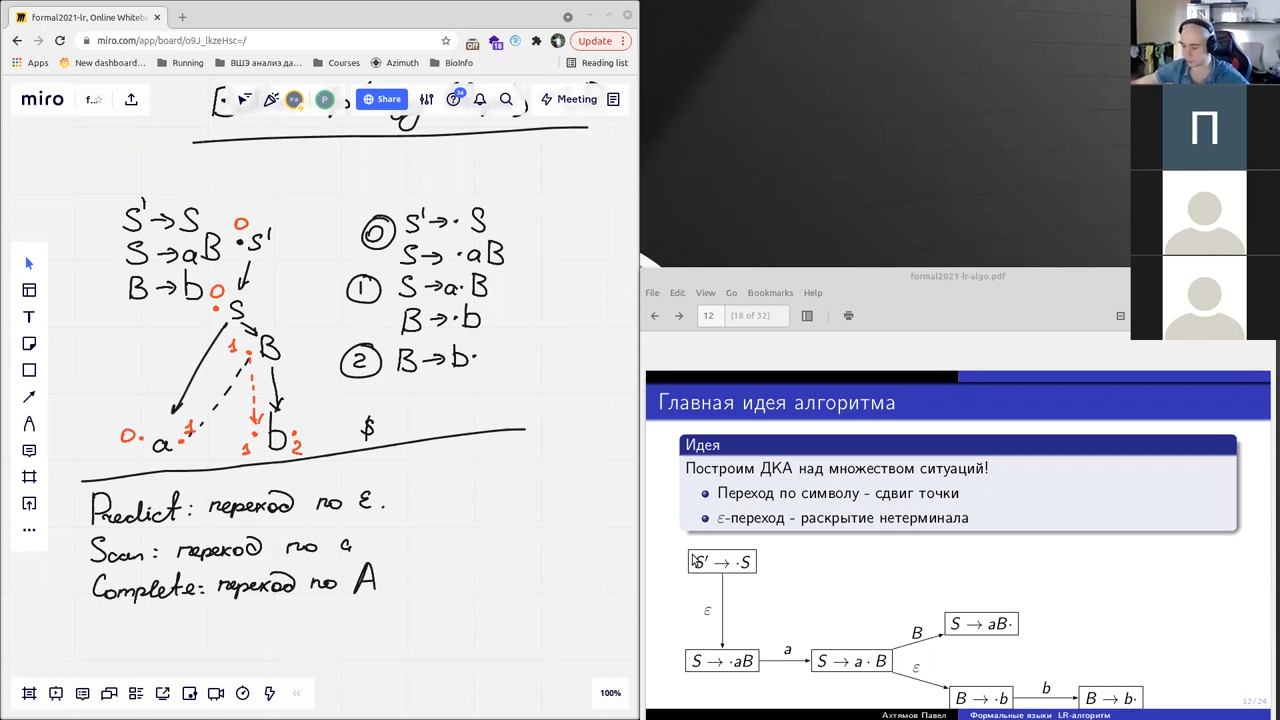 formal2021-lr, Online Whiteb
miro.com/app/board/o9J_lkzeHsc=/
18
Update
Apps
New dashboard...
Running
ВШЭ анализ да...
Courses
Azimuth
BioInfo
Reading list
miro
f...
P
Share
Meeting
S' → S
S → aB
B → b
0
·S'
0
S
1
B
0· a ·1
1 b 2
0 S' → · S
S → · aB
1 S → a · B
B → · b
2 B → b ·
$
Predict: переход по ε.
Scan: переход по a
Complete: переход по A
100%
П
formal2021-lr-algo.pdf
File Edit View Go Bookmarks Help
12 (18 of 32)
Главная идея алгоритма
Идея
Построим ДКА над множеством ситуаций!
Переход по символу - сдвиг точки
ε-переход - раскрытие нетерминала
S' → ·S
ε
S → ·aB
a
S → a · B
B
S → aB·
ε
B → ·b
b
B → b·
12/24
Ахтямов Павел
Формальные языки LR-алгоритм